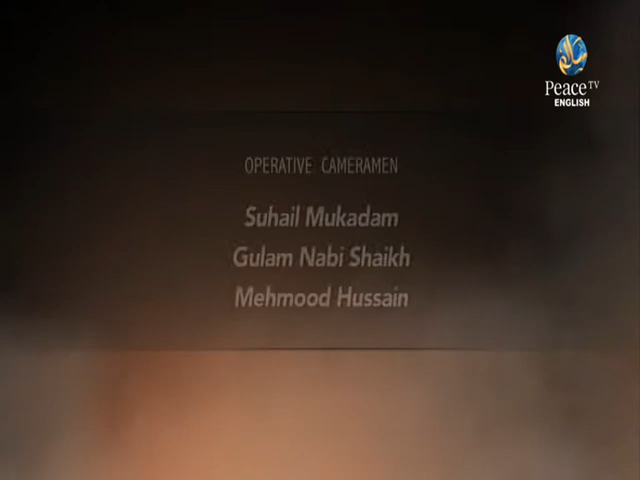 Peace TV
ENGLISH
OPERATIVE CAMERAMEN
Suhail Mukadam
Gulam Nabi Shaikh
Mehmood Hussain